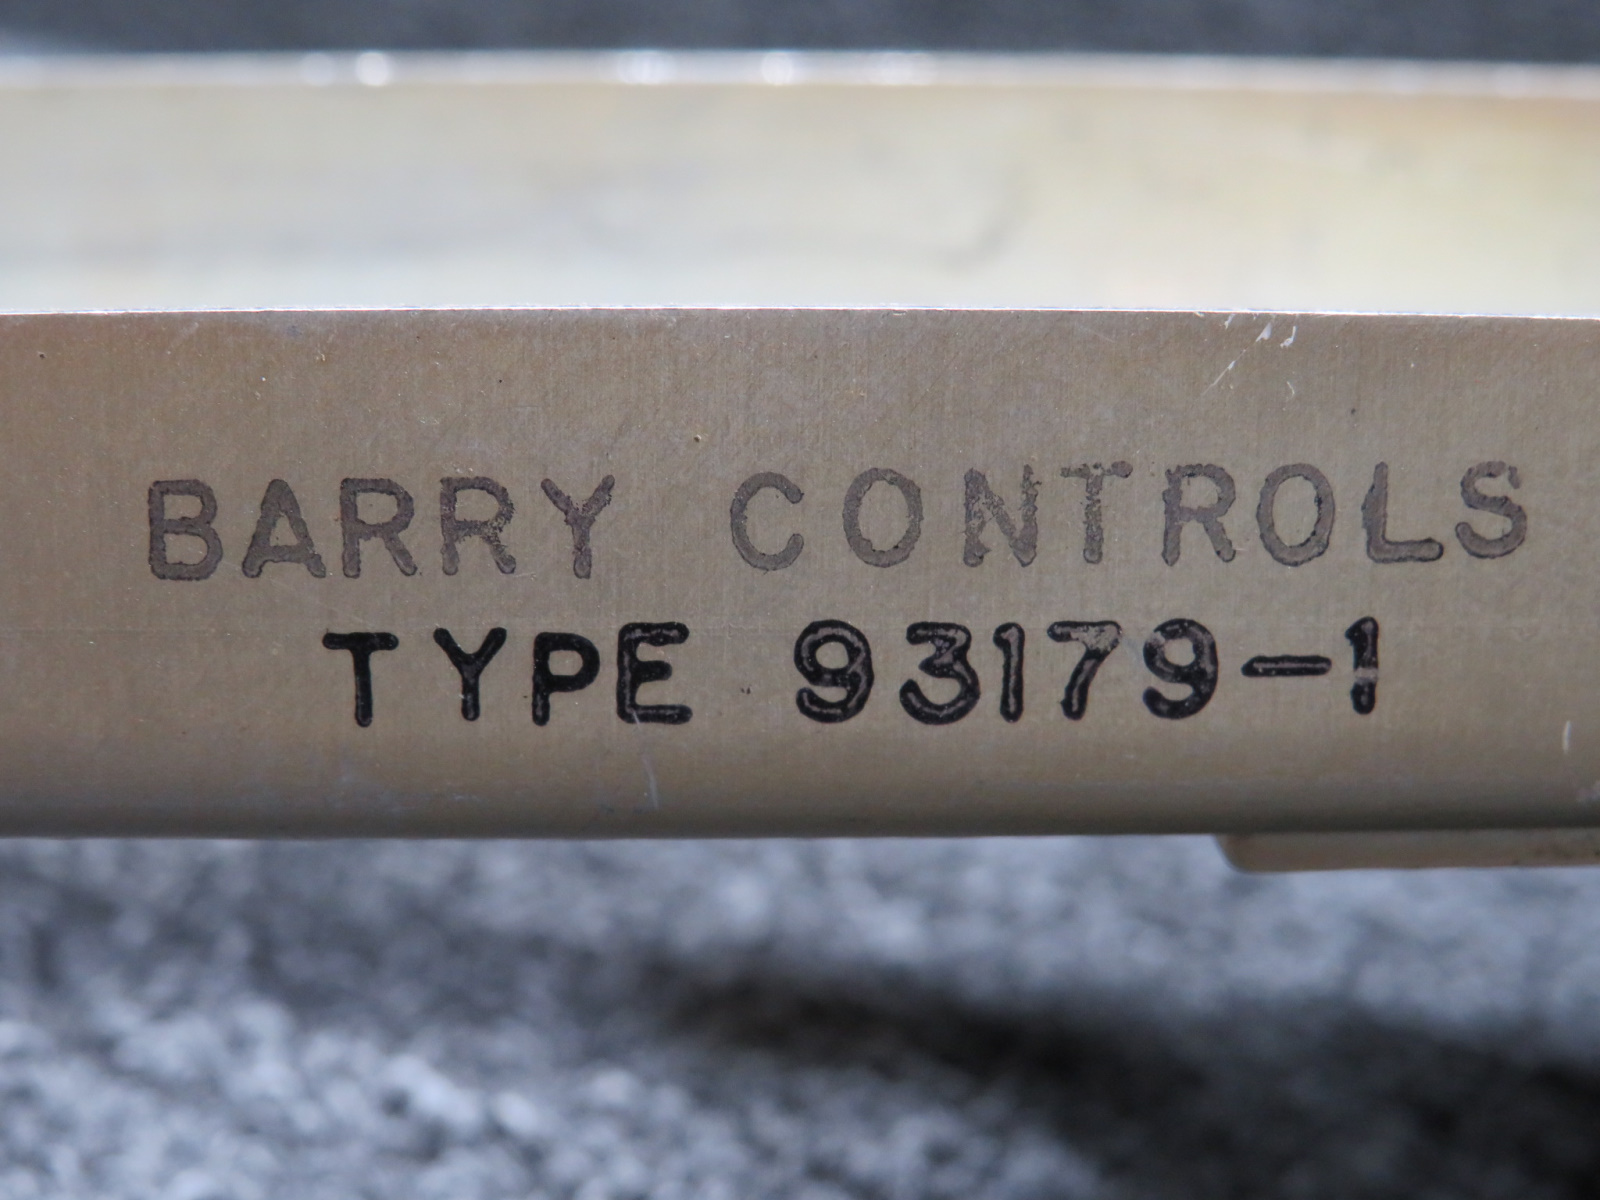 BARRY CONTROLS
TYPE 93179-1